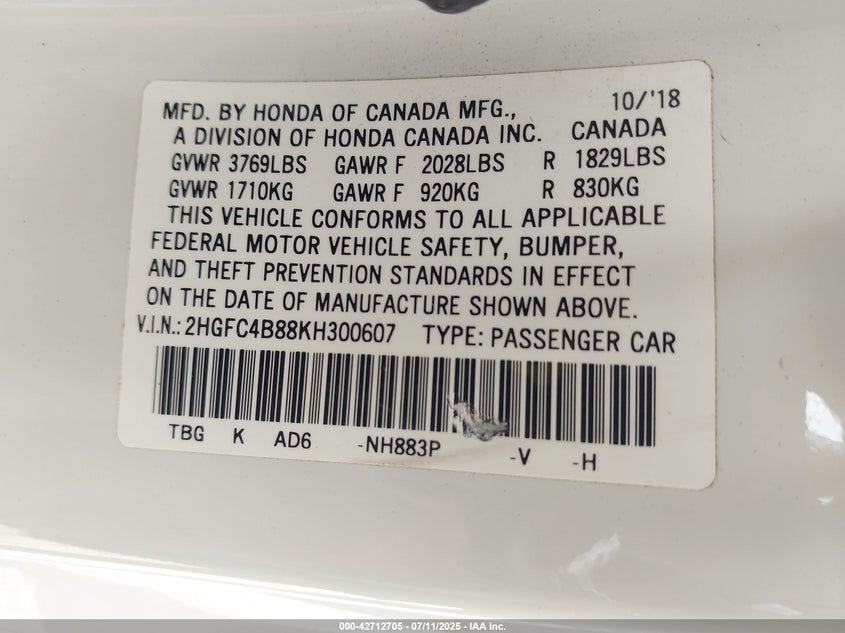 MFD. BY HONDA OF CANADA MFG., 10/'18
A DIVISION OF HONDA CANADA INC. CANADA
GVWR 3769LBS GAWR F 2028LBS R 1829LBS
GVWR 1710KG GAWR F 920KG R 830KG
THIS VEHICLE CONFORMS TO ALL APPLICABLE
FEDERAL MOTOR VEHICLE SAFETY, BUMPER,
AND THEFT PREVENTION STANDARDS IN EFFECT
ON THE DATE OF MANUFACTURE SHOWN ABOVE.
V.I.N.: 2HGFC4B88KH300607 TYPE: PASSENGER CAR
TBG K AD6 -NH883P -V -H
000-42712705 - 07/11/2025 - IAA Inc.